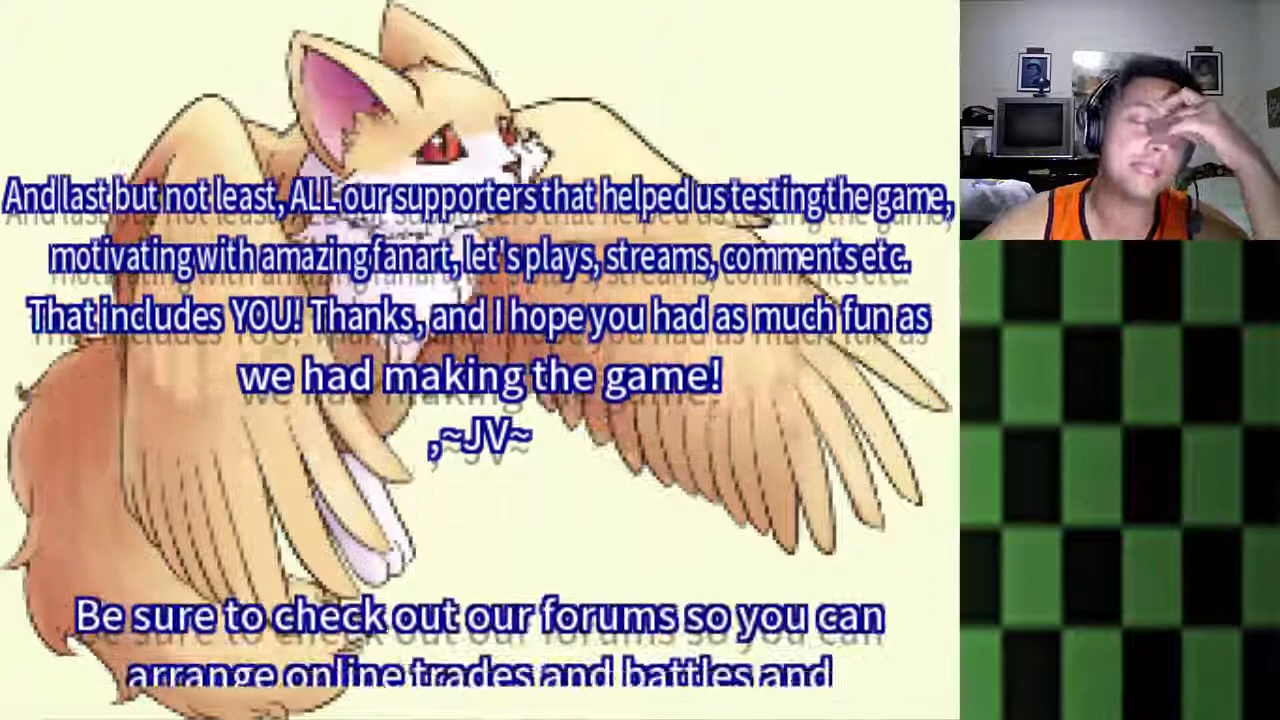 And last but not least, ALL our supporters that helped us testing the game,
motivating with amazing fanart, let's plays, streams, comments etc.
That includes YOU! Thanks, and I hope you had as much fun as
we had making the game!
,~JV~
Be sure to check out our forums so you can
arrange online trades and battles and